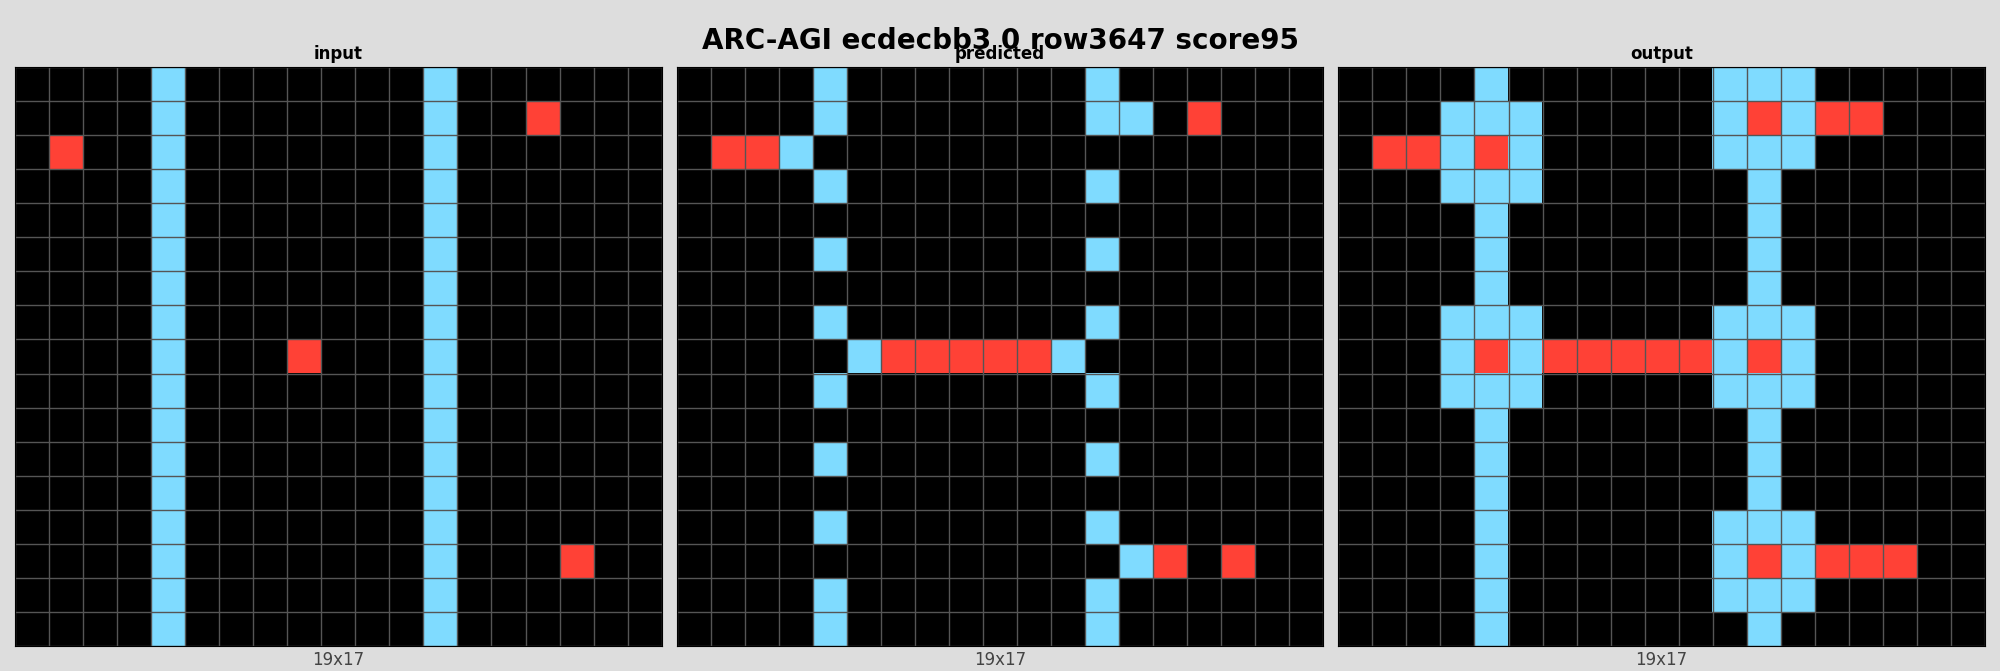 ARC-AGI ecdecbb3 0 row3647 score95
input
predicted
output
19x17
19x17
19x17